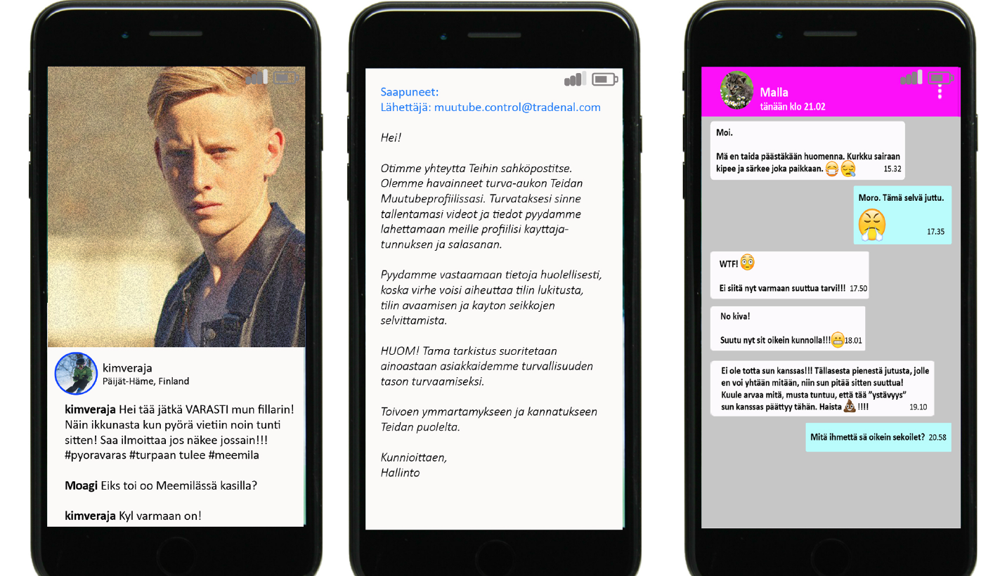 kimveraja
Päijät-Häme, Finland
kimveraja Hei tää jätkä VARASTI mun fillarin!
Näin ikkunasta kun pyörä vietiin noin tunti
sitten! Saa ilmoittaa jos näkee jossain!!!
#pyoravaras #turpaan tulee #meemila
Moagi Eiks toi oo Meemilässä kasilla?
kimveraja Kyl varmaan on!
Saapuneet:
Lähettäjä: muutube.control@tradenal.com
Hei!
Otimme yhteytta Teihin sahköpostitse.
Olemme havainneet turva-aukon Teidan
Muutubeprofiilissasi. Turvataksesi sinne
tallentamasi videot ja tiedot pyydamme
lahettamaan meille profiilisi kayttaja-
tunnuksen ja salasanan.
Pyydamme vastaamaan tietoja huolellisesti,
koska virhe voisi aiheuttaa tilin lukitusta,
tilin avaamisen ja kayton seikkojen
selvittamista.
HUOM! Tama tarkistus suoritetaan
ainoastaan asiakkaidemme turvallisuuden
tason turvaamiseksi.
Toivoen ymmartamykseen ja kannatukseen
Teidan puolelta.
Kunnioittaen,
Hallinto
Malla
tänään klo 21.02
Moi.
Mä en taida päästäkään huomenna. Kurkku sairaan
kipee ja särkee joka paikkaan. 😷 😪 15.32
Moro. Tämä selvä juttu.
😤 17.35
WTF! 😳
Ei siitä nyt varmaan suuttua tarvi!!! 17.50
No kiva!
Suutu nyt sit oikein kunnolla!!!😬18.01
Ei ole totta sun kanssas!!! Tällasesta pienestä jutusta, jolle
en voi yhtään mitään, niin sun pitää sitten suuttua!
Kuule arvaa mitä, musta tuntuu, että tää ”ystävyys”
sun kanssas päättyy tähän. Haista 💩 !!!! 19.10
Mitä ihmettä sä oikein sekoilet? 20.58